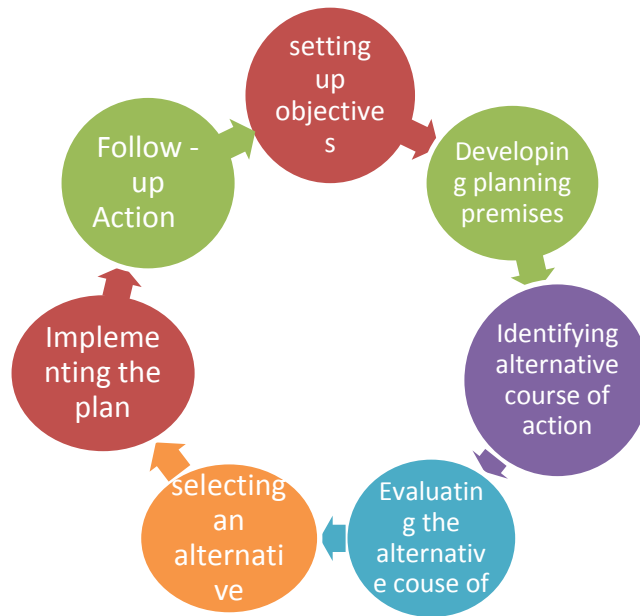 setting
up
objective
s
Developin
g planning
premises
Identifying
alternative
course of
action
Evaluatin
g the
alternativ
e couse of
selecting
an
alternati
ve
Impleme
nting the
plan
Follow -
up
Action